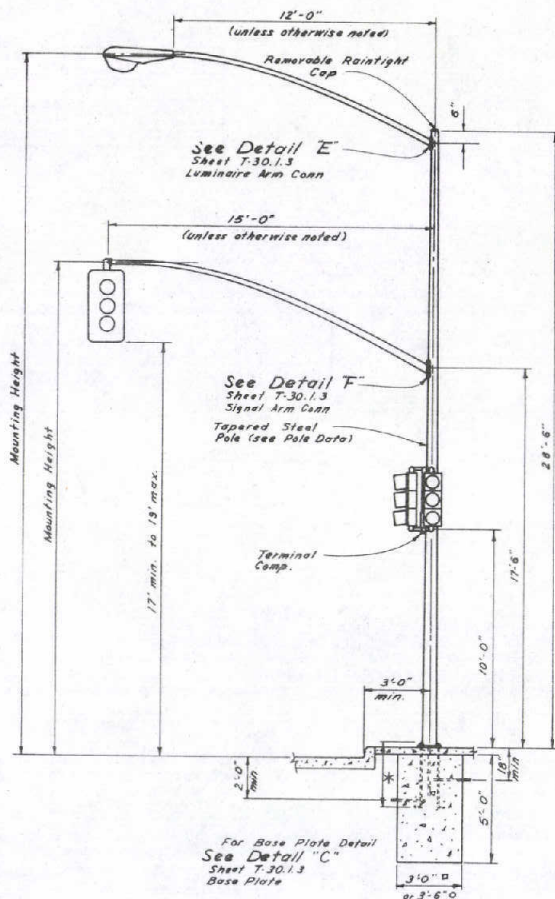 12'-0"
(unless otherwise noted)
Removable Raintight
Cap
6"
See Detail "E"
Sheet T-30.1.3
Luminaire Arm Conn
15'-0"
(unless otherwise noted)
Mounting Height
Mounting Height
17' min. to 19' max.
See Detail "F"
Sheet T-30.1.3
Signal Arm Conn
Tapered Steel
Pole (see Pole Data)
28'-6"
17'-6"
Terminal
Comp.
10'-0"
3'-0"
min.
2'-0"
min
*
18"
min
5'-0"
For Base Plate Detail
See Detail "C"
Sheet T-30.1.3
Base Plate
3'-0" □
or 3'-6" O